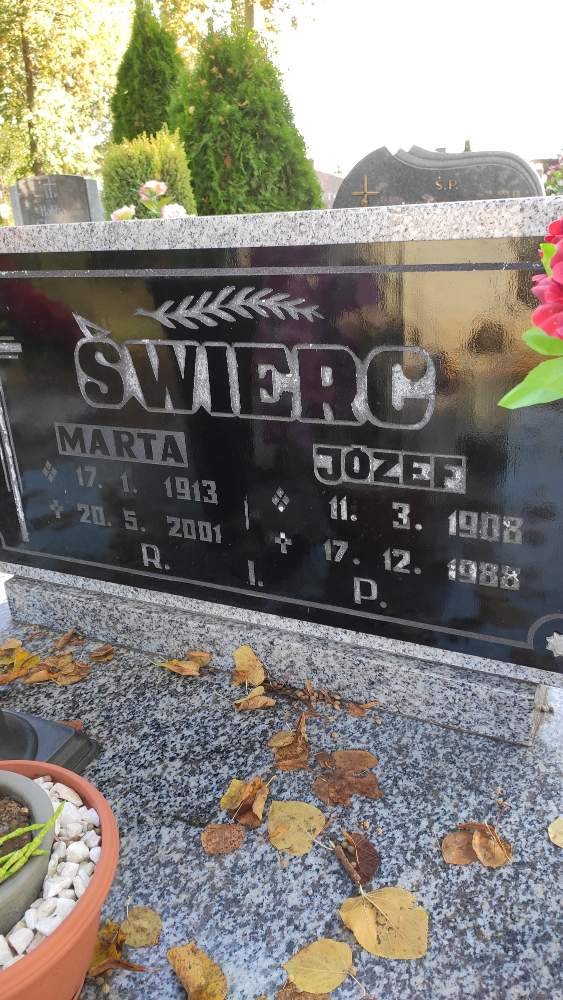 Ś.P.
ŚWIERC
MARTA
17. 1. 1913
20. 5. 2001
JÓZEF
11. 3. 1908
17. 12. 1988
R. I. P.